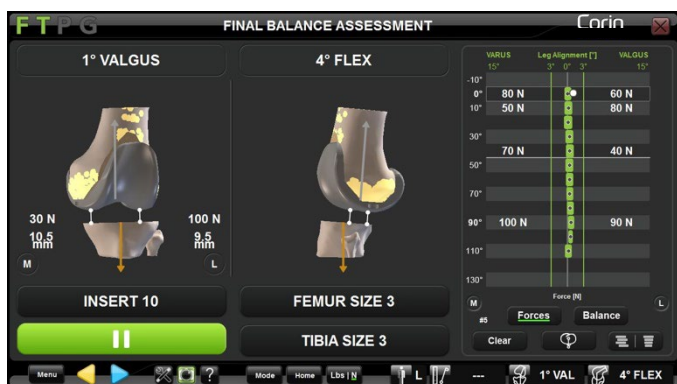 F T P G
FINAL BALANCE ASSESSMENT
Corin
1° VALGUS
4° FLEX
30 N
10.5
mm
100 N
9.5
mm
M
L
INSERT 10
FEMUR SIZE 3
TIBIA SIZE 3
VARUS Leg Alignment [°] VALGUS
15° 3° 0° 3° 15°
-10°
0° 80 N 60 N
10° 50 N 80 N
30°
70 N 40 N
50°
70°
90° 100 N 90 N
110°
130°
Force [N]
M
L
#5
Forces
Balance
Clear
Menu
?
Mode
Home
Lbs | N
L
---
1° VAL
4° FLEX